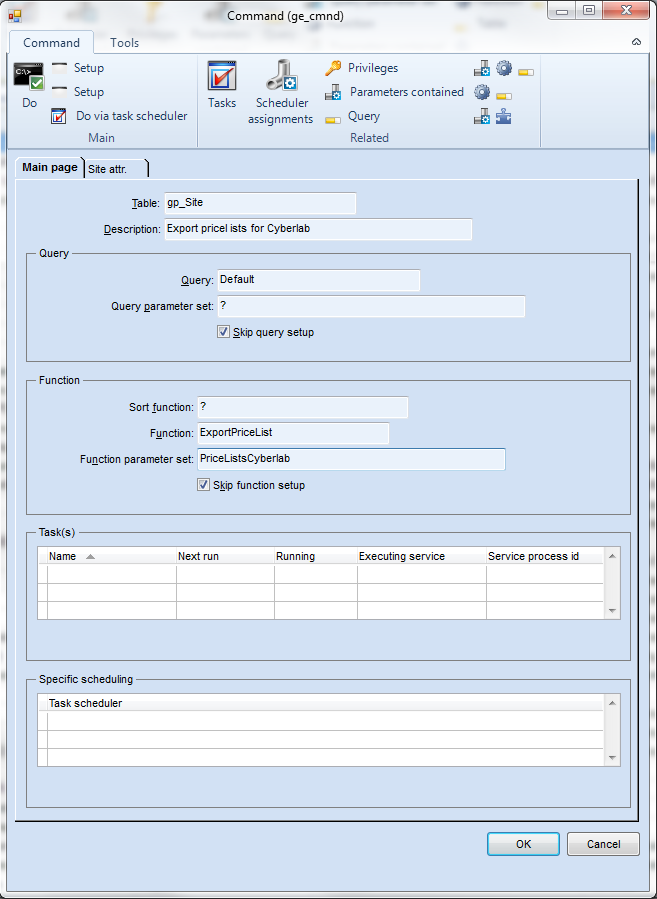 Command (ge_cmnd)
Command Tools
C:\>
Do
Setup
Setup
Do via task scheduler
Main
Tasks
Scheduler
assignments
Privileges
Parameters contained
Query
Related
Main page
Site attr.
Table: gp_Site
Description: Export pricel ists for Cyberlab
Query
Query: Default
Query parameter set: ?
Skip query setup
Function
Sort function: ?
Function: ExportPriceList
Function parameter set: PriceListsCyberlab
Skip function setup
Task(s)
Name Next run Running Executing service Service process id
Specific scheduling
Task scheduler
OK Cancel